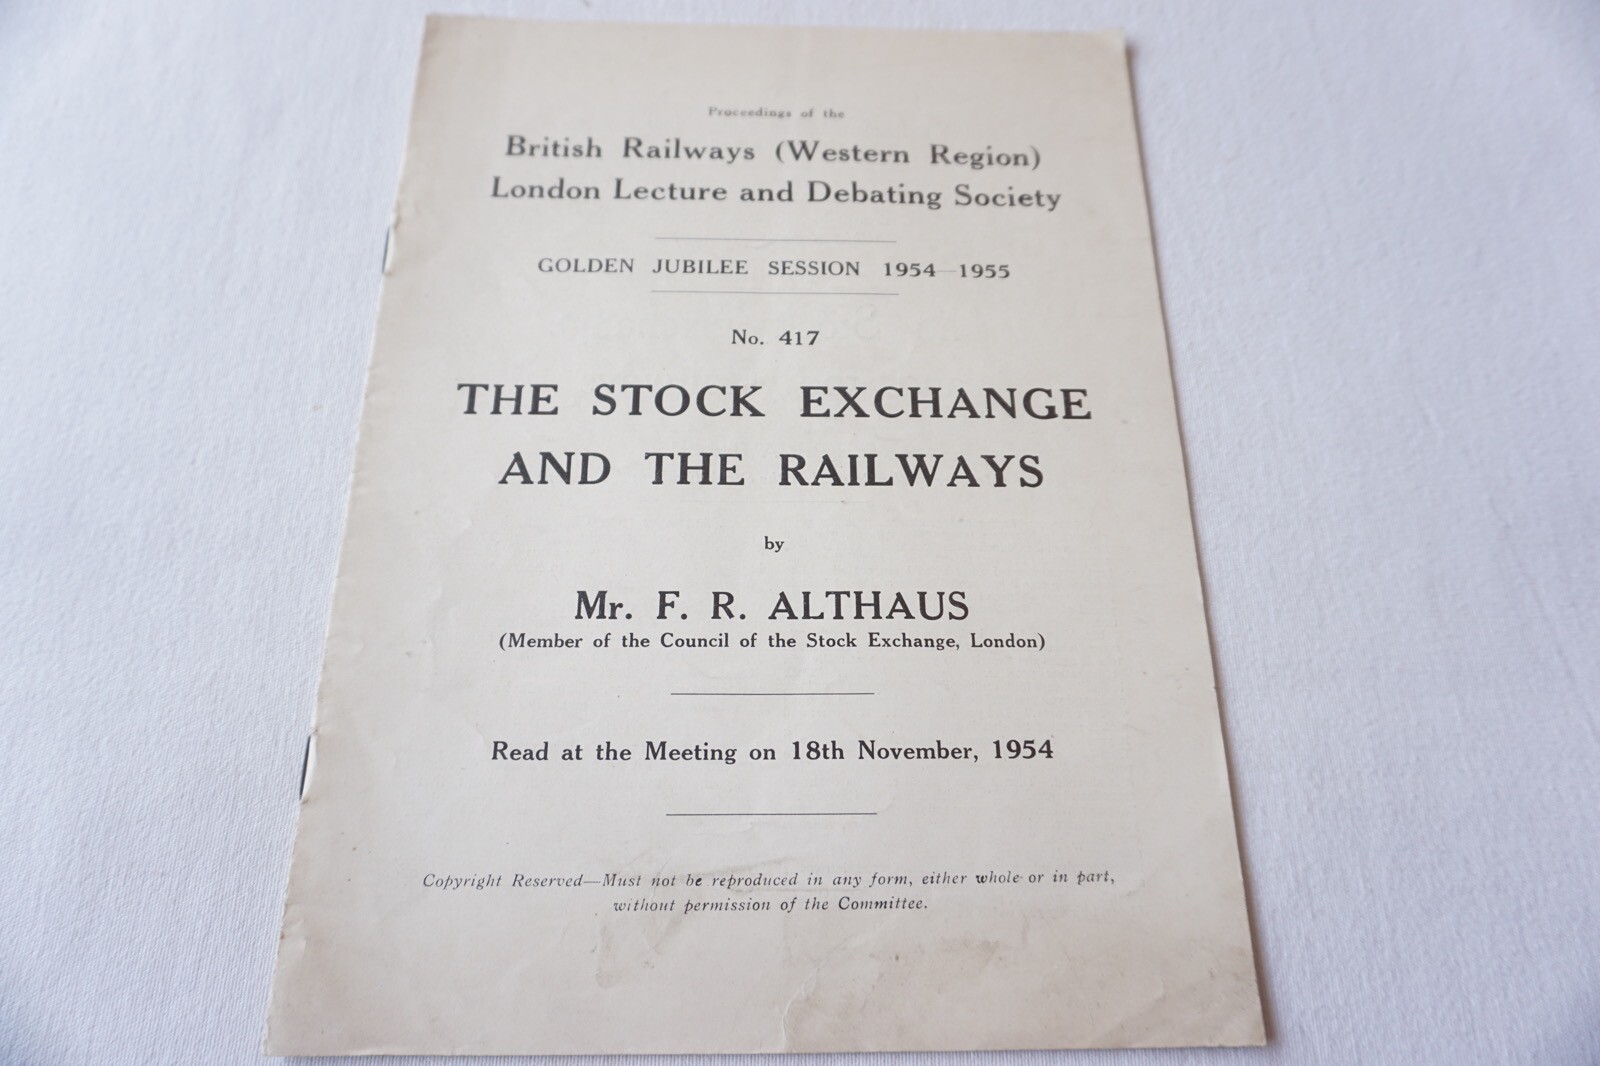 Proceedings of the
British Railways (Western Region)
London Lecture and Debating Society
GOLDEN JUBILEE SESSION 1954—1955
No. 417
THE STOCK EXCHANGE
AND THE RAILWAYS
by
Mr. F. R. ALTHAUS
(Member of the Council of the Stock Exchange, London)
Read at the Meeting on 18th November, 1954
Copyright Reserved—Must not be reproduced in any form, either whole or in part,
without permission of the Committee.